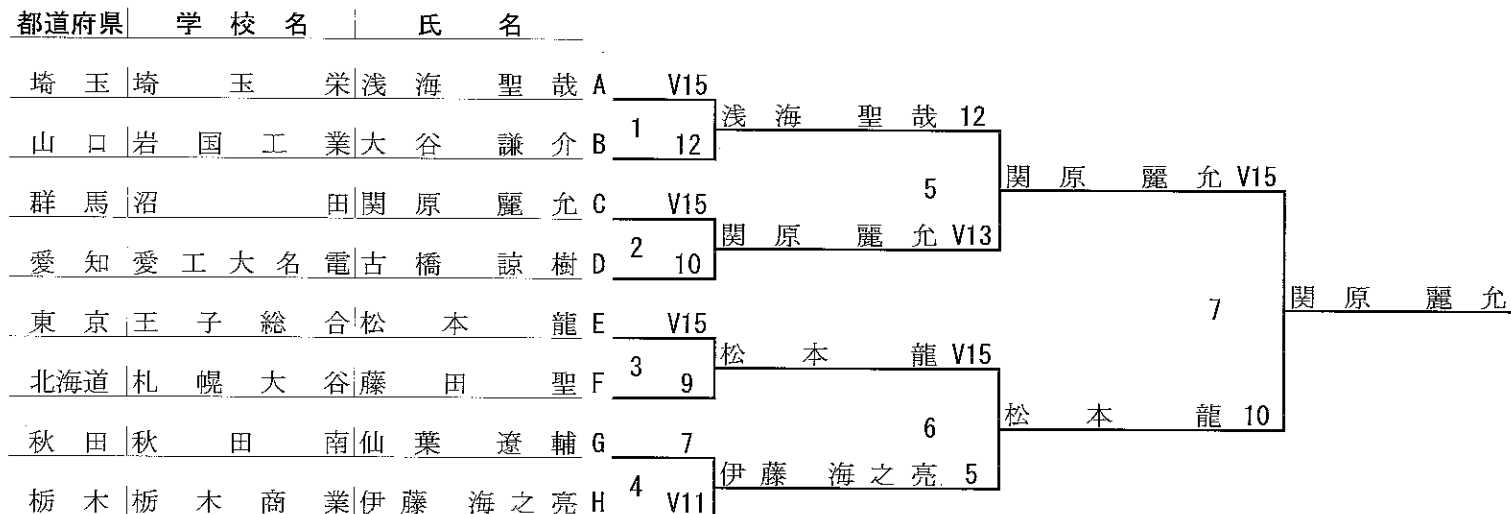 都道府県 学校名 氏名
埼玉 埼玉栄 浅海聖哉 A V15
浅海聖哉 12
1
山口 岩国工業 大谷謙介 B 12
関原麗允 V15
5
群馬 沼田 関原麗允 C V15
関原麗允 V13
2
愛知 愛工大名電 古橋諒樹 D 10
関原麗允
7
東京 王子総合 松本龍 E V15
松本龍 V15
3
北海道 札幌大谷 藤田聖 F 9
松本龍 10
6
秋田 秋田南 仙葉遼輔 G 7
伊藤海之亮 5
4
栃木 栃木商業 伊藤海之亮 H V11